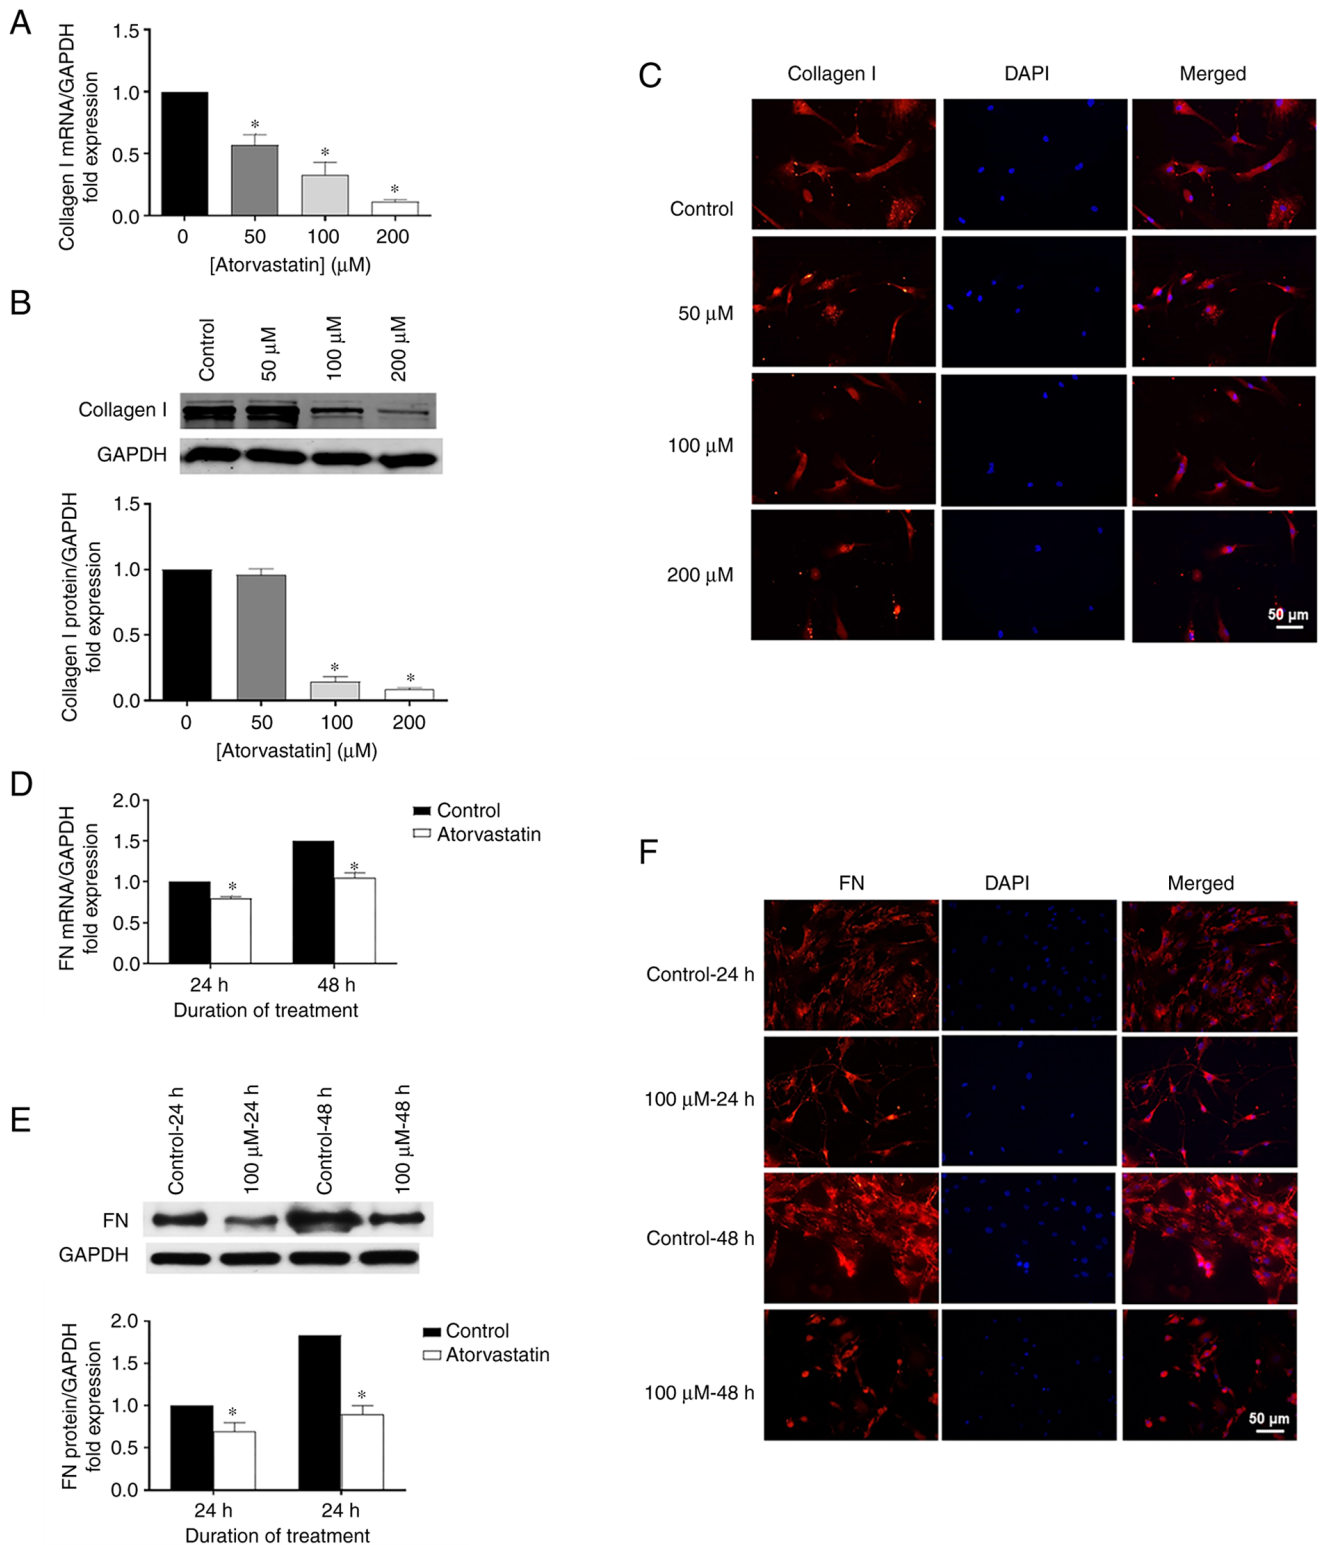 A
Collagen I mRNA/GAPDH
fold expression
1.5
1.0
0.5
0.0
*
*
*
0 50 100 200
[Atorvastatin] (μM)
B
Control
50 μM
100 μM
200 μM
Collagen I
GAPDH
Collagen I protein/GAPDH
fold expression
1.5
1.0
0.5
0.0
*
*
0 50 100 200
[Atorvastatin] (μM)
C
Collagen I DAPI Merged
Control
50 μM
100 μM
200 μM
50 μm
D
FN mRNA/GAPDH
fold expression
2.0
1.5
1.0
0.5
0.0
*
*
24 h 48 h
Duration of treatment
Control
Atorvastatin
E
Control-24 h
100 μM-24 h
Control-48 h
100 μM-48 h
FN
GAPDH
FN protein/GAPDH
fold expression
2.0
1.5
1.0
0.5
0.0
*
*
24 h 24 h
Duration of treatment
Control
Atorvastatin
F
FN DAPI Merged
Control-24 h
100 μM-24 h
Control-48 h
100 μM-48 h
50 μm